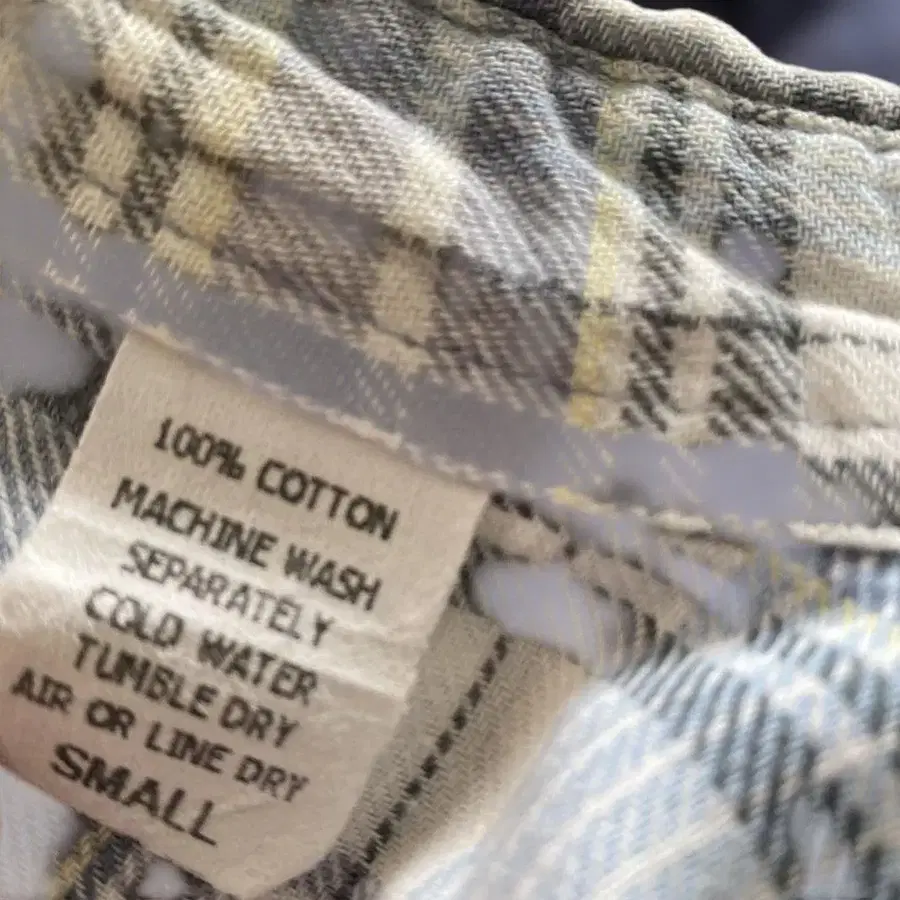 100% COTTON
MACHINE WASH
SEPARATELY
COLD WATER
TUMBLE DRY
AIR OR LINE DRY
SMALL